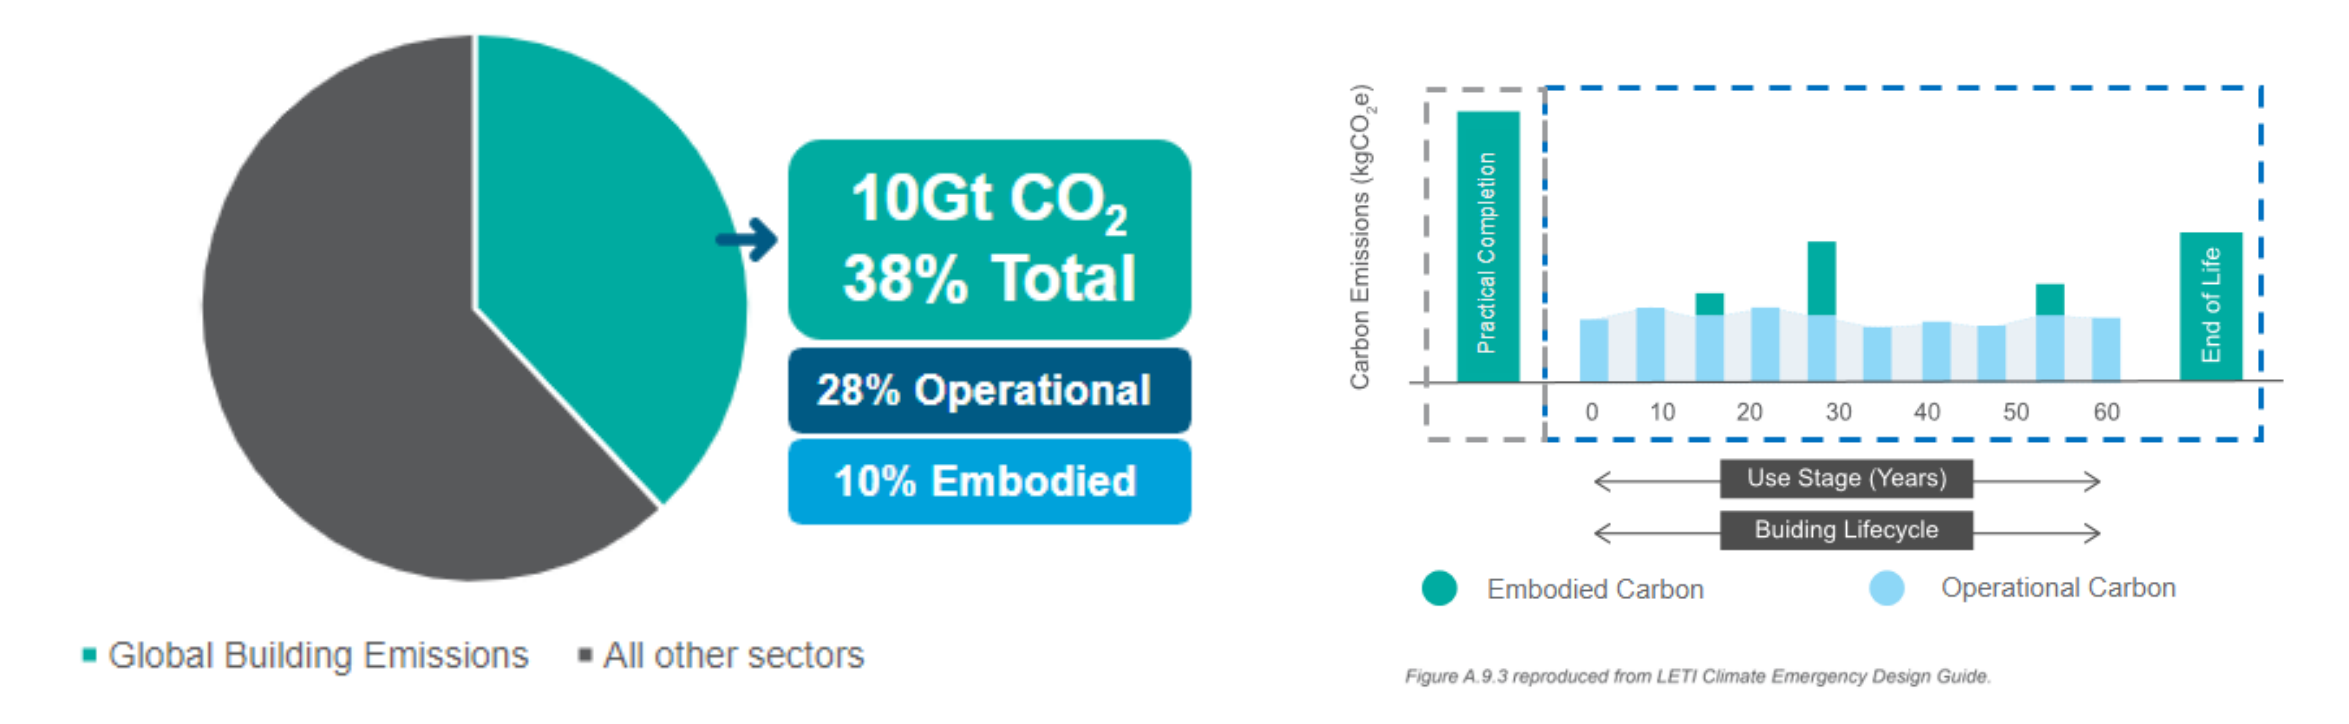 10Gt CO₂
38% Total
28% Operational
10% Embodied
Global Building Emissions
All other sectors
Carbon Emissions (kgCO₂e)
Practical Completion
End of Life
0 10 20 30 40 50 60
Use Stage (Years)
Buiding Lifecycle
Embodied Carbon
Operational Carbon
Figure A.9.3 reproduced from LETI Climate Emergency Design Guide.